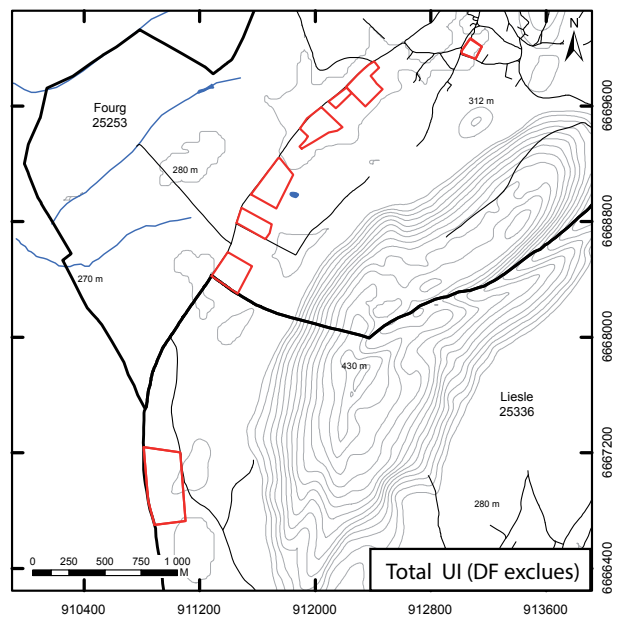 N
Fourg
25253
312 m
280 m
270 m
430 m
Liesle
25336
280 m
0 250 500 750 1 000
M
Total UI (DF exclues)
910400 911200 912000 912800 913600
6669600
6668800
6668000
6667200
6666400